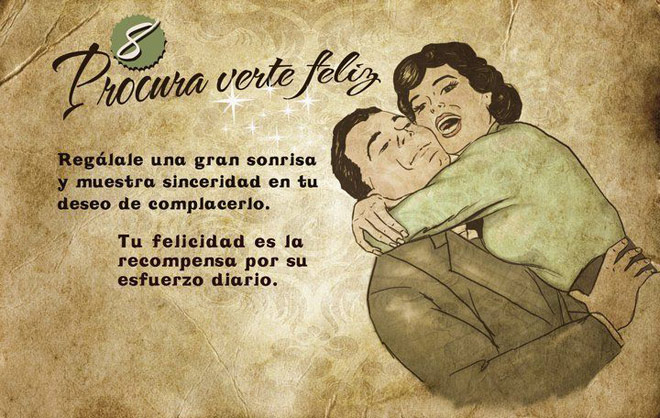 8
Procura verte feliz
Regálale una gran sonrisa
y muestra sinceridad en tu
deseo de complacerlo.
Tu felicidad es la
recompensa por su
esfuerzo diario.